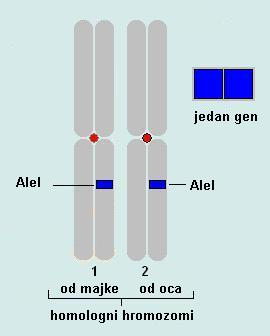 jedan gen
Alel
Alel
1 2
od majke od oca
homologni hromozomi